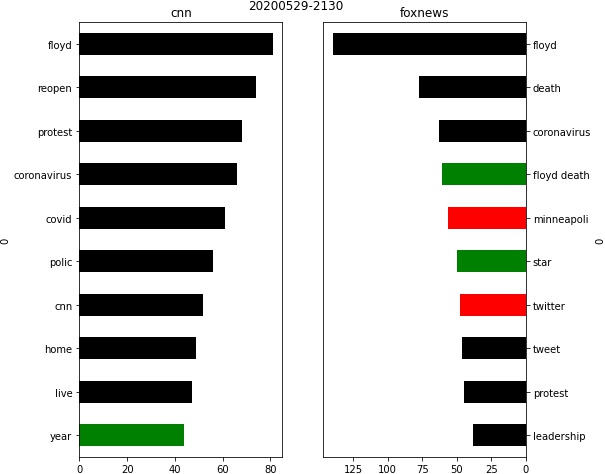 20200529-2130
cnn
foxnews
floyd
reopen
protest
coronavirus
covid
polic
cnn
home
live
year
0
0 20 40 60 80
floyd
death
coronavirus
floyd death
minneapoli
star
twitter
tweet
protest
leadership
0
125 100 75 50 25 0